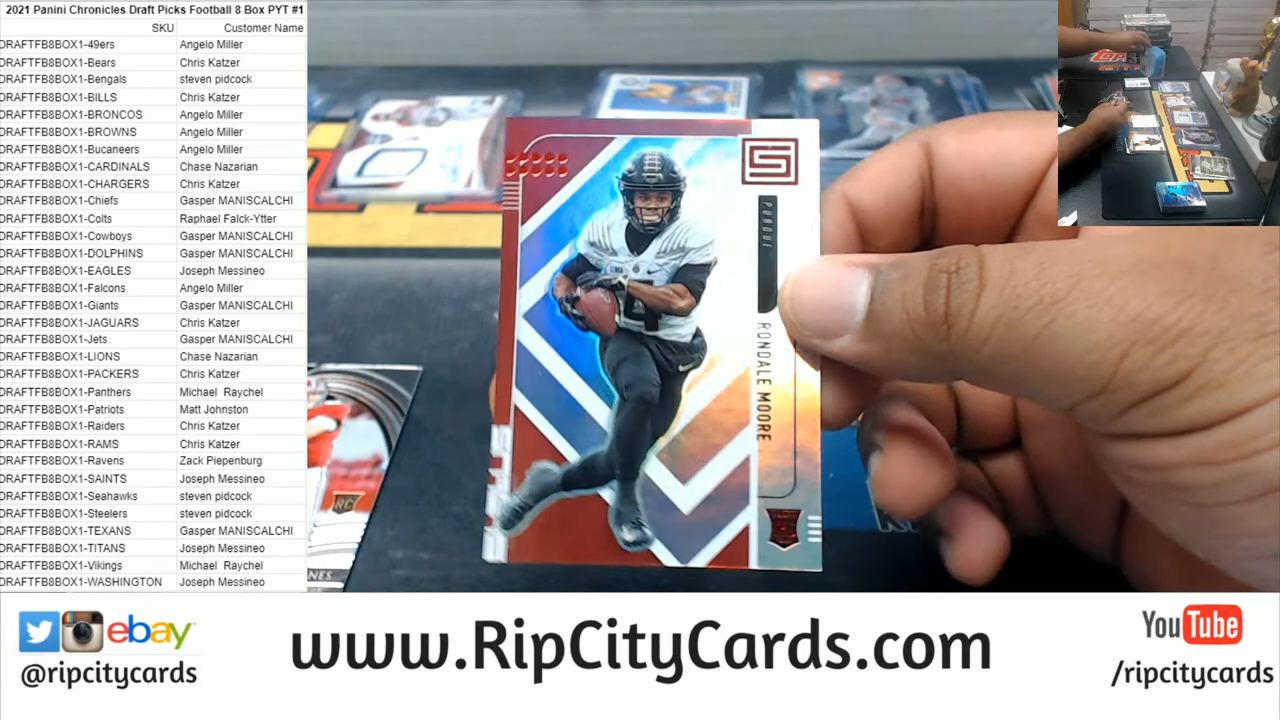 2021 Panini Chronicles Draft Picks Football 8 Box PYT #1
SKU Customer Name
DRAFTFB8BOX1-49ers Angelo Miller
DRAFTFB8BOX1-Bears Chris Katzer
DRAFTFB8BOX1-Bengals steven pidcock
DRAFTFB8BOX1-BILLS Chris Katzer
DRAFTFB8BOX1-BRONCOS Angelo Miller
DRAFTFB8BOX1-BROWNS Angelo Miller
DRAFTFB8BOX1-Bucaneers Angelo Miller
DRAFTFB8BOX1-CARDINALS Chase Nazarian
DRAFTFB8BOX1-CHARGERS Chris Katzer
DRAFTFB8BOX1-Chiefs Gasper MANISCALCHI
DRAFTFB8BOX1-Colts Raphael Falck-Ytter
DRAFTFB8BOX1-Cowboys Gasper MANISCALCHI
DRAFTFB8BOX1-DOLPHINS Gasper MANISCALCHI
DRAFTFB8BOX1-EAGLES Joseph Messineo
DRAFTFB8BOX1-Falcons Angelo Miller
DRAFTFB8BOX1-Giants Gasper MANISCALCHI
DRAFTFB8BOX1-JAGUARS Chris Katzer
DRAFTFB8BOX1-Jets Gasper MANISCALCHI
DRAFTFB8BOX1-LIONS Chase Nazarian
DRAFTFB8BOX1-PACKERS Chris Katzer
DRAFTFB8BOX1-Panthers Michael Raychel
DRAFTFB8BOX1-Patriots Matt Johnston
DRAFTFB8BOX1-Raiders Chris Katzer
DRAFTFB8BOX1-RAMS Chris Katzer
DRAFTFB8BOX1-Ravens Zack Piepenburg
DRAFTFB8BOX1-SAINTS Joseph Messineo
DRAFTFB8BOX1-Seahawks steven pidcock
DRAFTFB8BOX1-Steelers steven pidcock
DRAFTFB8BOX1-TEXANS Gasper MANISCALCHI
DRAFTFB8BOX1-TITANS Joseph Messineo
DRAFTFB8BOX1-Vikings Michael Raychel
DRAFTFB8BOX1-WASHINGTON Joseph Messineo
PURDUE
RONDALE MOORE
STATUS
RC
ebay
@ripcitycards
www.RipCityCards.com
YouTube
/ripcitycards